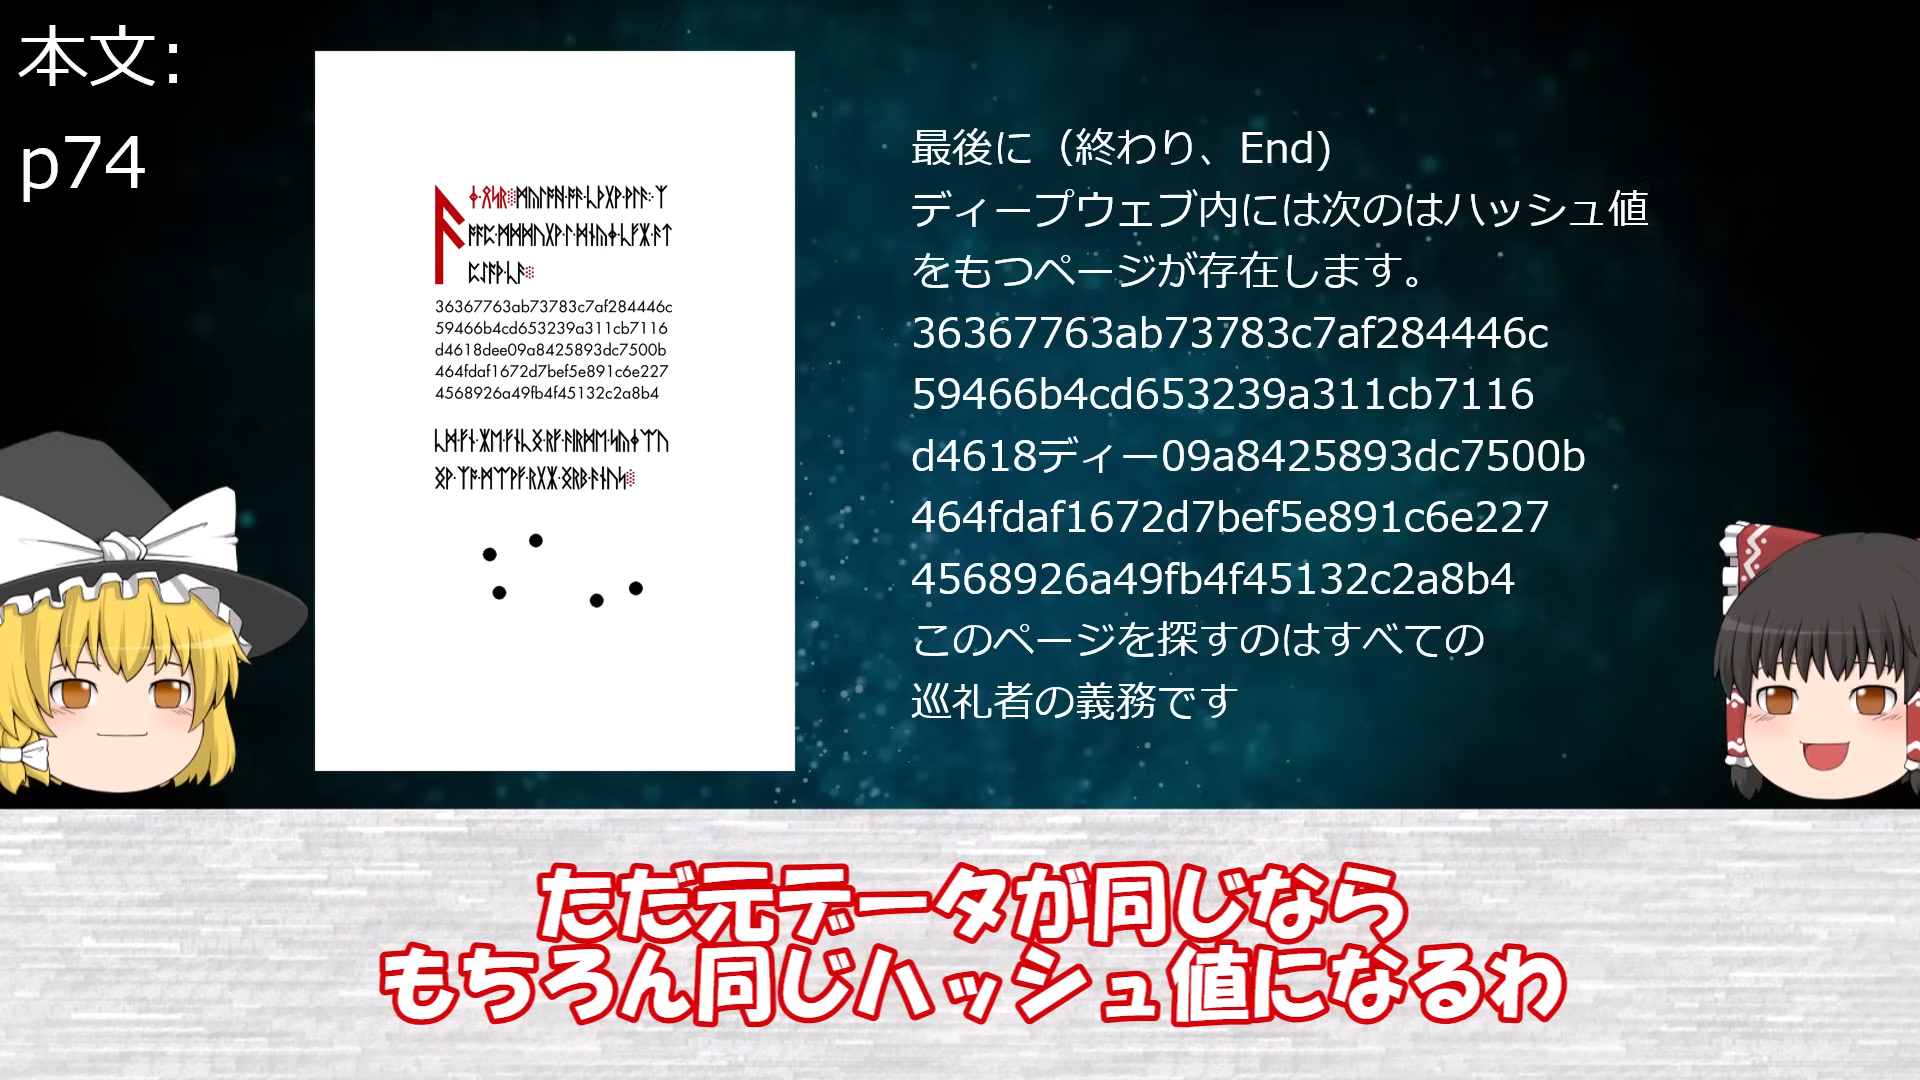 本文:
p74
36367763ab73783c7af284446c
59466b4cd653239a311cb7116
d4618dee09a8425893dc7500b
464fdaf1672d7bef5e891c6e227
4568926a49fb4f45132c2a8b4
最後に（終わり、End)
ディープウェブ内には次のはハッシュ値
をもつページが存在します。
36367763ab73783c7af284446c
59466b4cd653239a311cb7116
d4618ディー09a8425893dc7500b
464fdaf1672d7bef5e891c6e227
4568926a49fb4f45132c2a8b4
このページを探すのはすべての
巡礼者の義務です
ただ元データが同じなら
もちろん同じハッシュ値になるわ